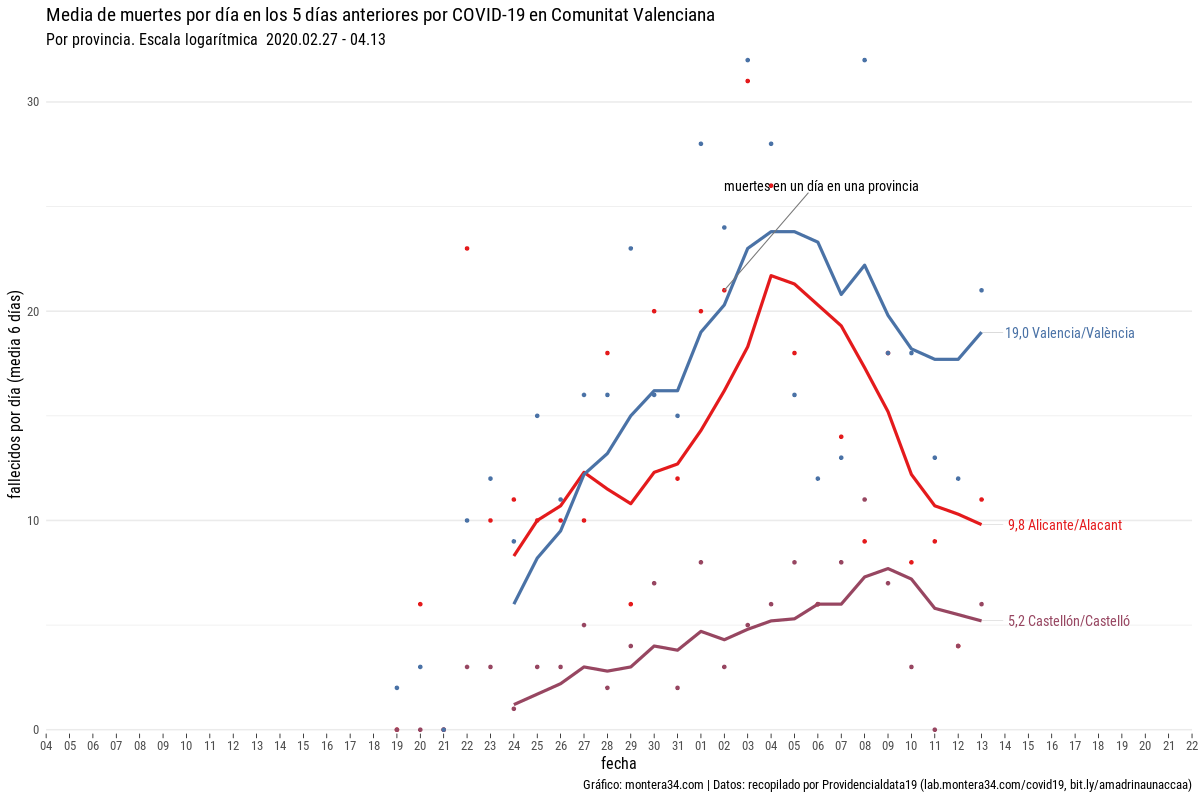 Media de muertes por día en los 5 días anteriores por COVID-19 en Comunitat Valenciana
Por provincia. Escala logarítmica 2020.02.27 - 04.13
30
muertes en un día en una provincia
fallecidos por día (media 6 días)
20
19,0 Valencia/València
10
9,8 Alicante/Alacant
5,2 Castellón/Castelló
0
04 05 06 07 08 09 10 11 12 13 14 15 16 17 18 19 20 21 22 23 24 25 26 27 28 29 30 31 01 02 03 04 05 06 07 08 09 10 11 12 13 14 15 16 17 18 19 20 21 22
fecha
Gráfico: montera34.com | Datos: recopilado por Providencialdata19 (lab.montera34.com/covid19, bit.ly/amadrinaunaccaa)